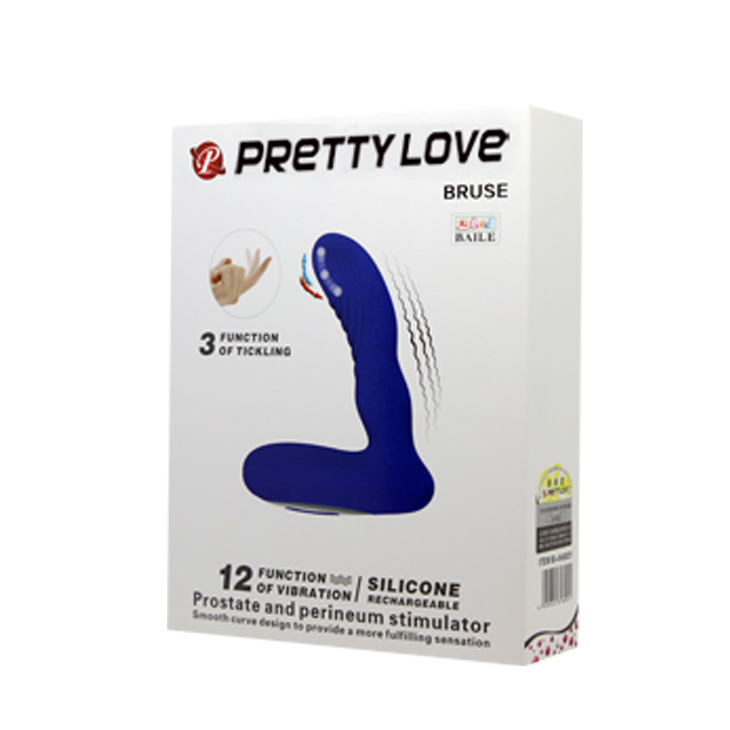 P PRETTY LOVE
BRUSE
BAILE
3 FUNCTION
OF TICKLING
12 FUNCTION
OF VIBRATION / SILICONE
RECHARGEABLE
Prostate and perineum stimulator
Smooth curve design to provide a more fulfilling sensation